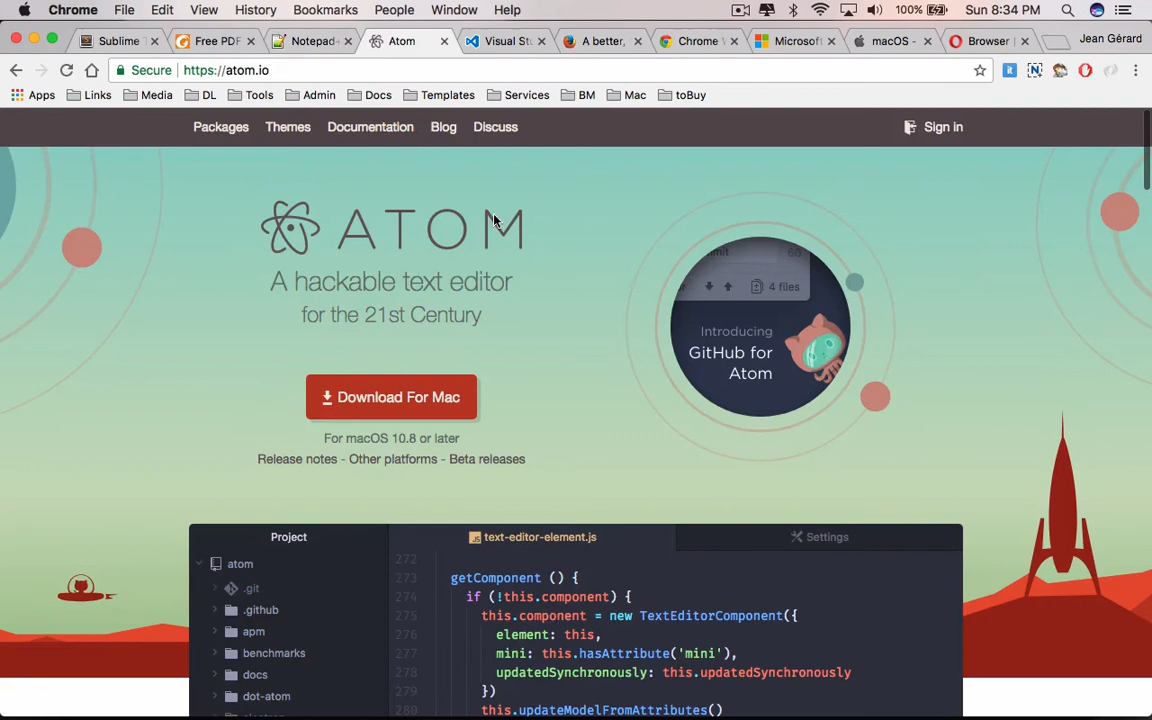 Chrome File Edit View History Bookmarks People Window Help 100% Sun 8:34 PM
Sublime T Free PDF Notepad+ Atom Visual Stu A better, Chrome W Microsoft macOS - Browser | Jean Gérard
Secure https://atom.io
Apps Links Media DL Tools Admin Docs Templates Services BM Mac toBuy
Packages Themes Documentation Blog Discuss Sign in
ATOM
A hackable text editor
for the 21st Century
4 files
Introducing
GitHub for
Atom
Download For Mac
For macOS 10.8 or later
Release notes - Other platforms - Beta releases
Project text-editor-element.js Settings
atom
.git
.github
apm
benchmarks
docs
dot-atom
272
273 getComponent () {
274 if (!this.component) {
275 this.component = new TextEditorComponent({
276 element: this,
277 mini: this.hasAttribute('mini'),
278 updatedSynchronously: this.updatedSynchronously
279 })
280 this.updateModelFromAttributes()